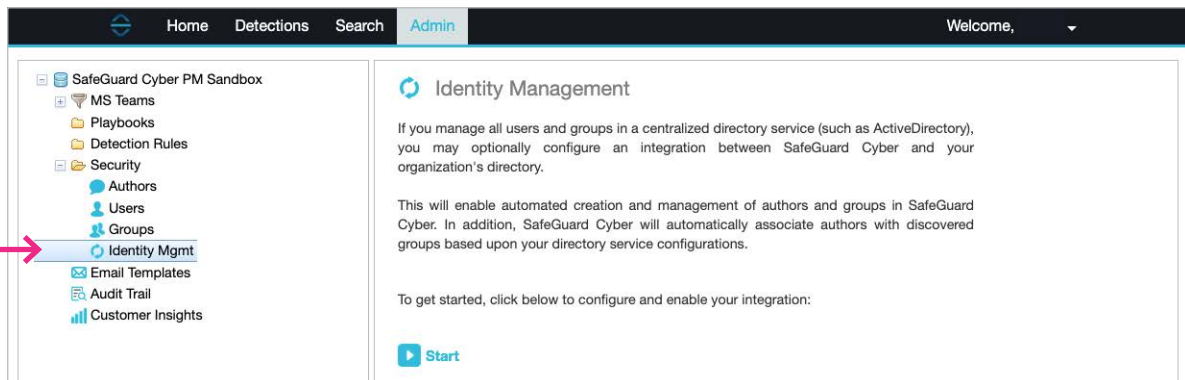 Home Detections Search Admin Welcome,
SafeGuard Cyber PM Sandbox
MS Teams
Playbooks
Detection Rules
Security
Authors
Users
Groups
Identity Mgmt
Email Templates
Audit Trail
Customer Insights
Identity Management
If you manage all users and groups in a centralized directory service (such as ActiveDirectory),
you may optionally configure an integration between SafeGuard Cyber and your
organization's directory.
This will enable automated creation and management of authors and groups in SafeGuard
Cyber. In addition, SafeGuard Cyber will automatically associate authors with discovered
groups based upon your directory service configurations.
To get started, click below to configure and enable your integration:
Start